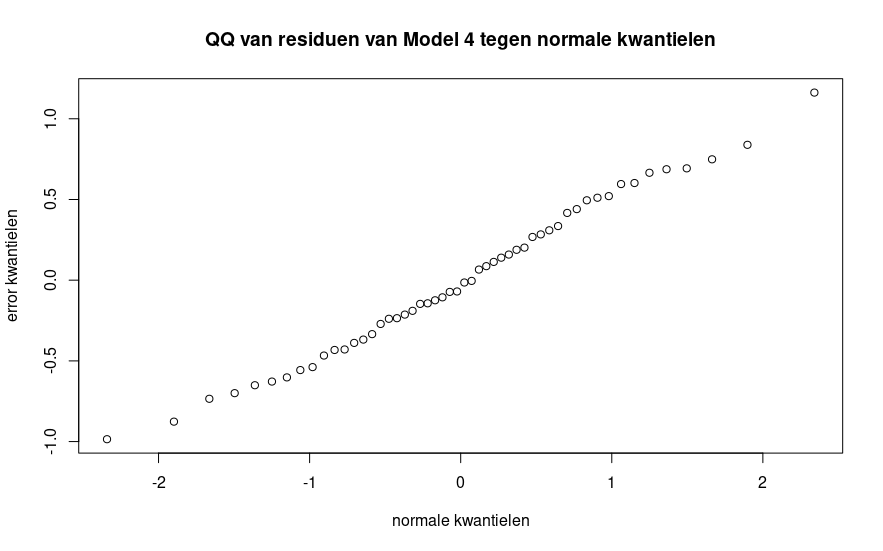 QQ van residuen van Model 4 tegen normale kwantielen
error kwantielen
1.0
0.5
0.0
-0.5
-1.0
-2 -1 0 1 2
normale kwantielen